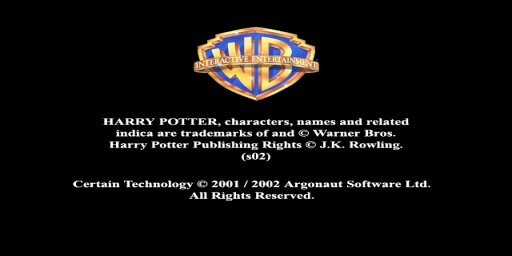 WB
INTERACTIVE ENTERTAINMENT
HARRY POTTER, characters, names and related
indica are trademarks of and © Warner Bros.
Harry Potter Publishing Rights © J.K. Rowling.
(s02)
Certain Technology © 2001 / 2002 Argonaut Software Ltd.
All Rights Reserved.